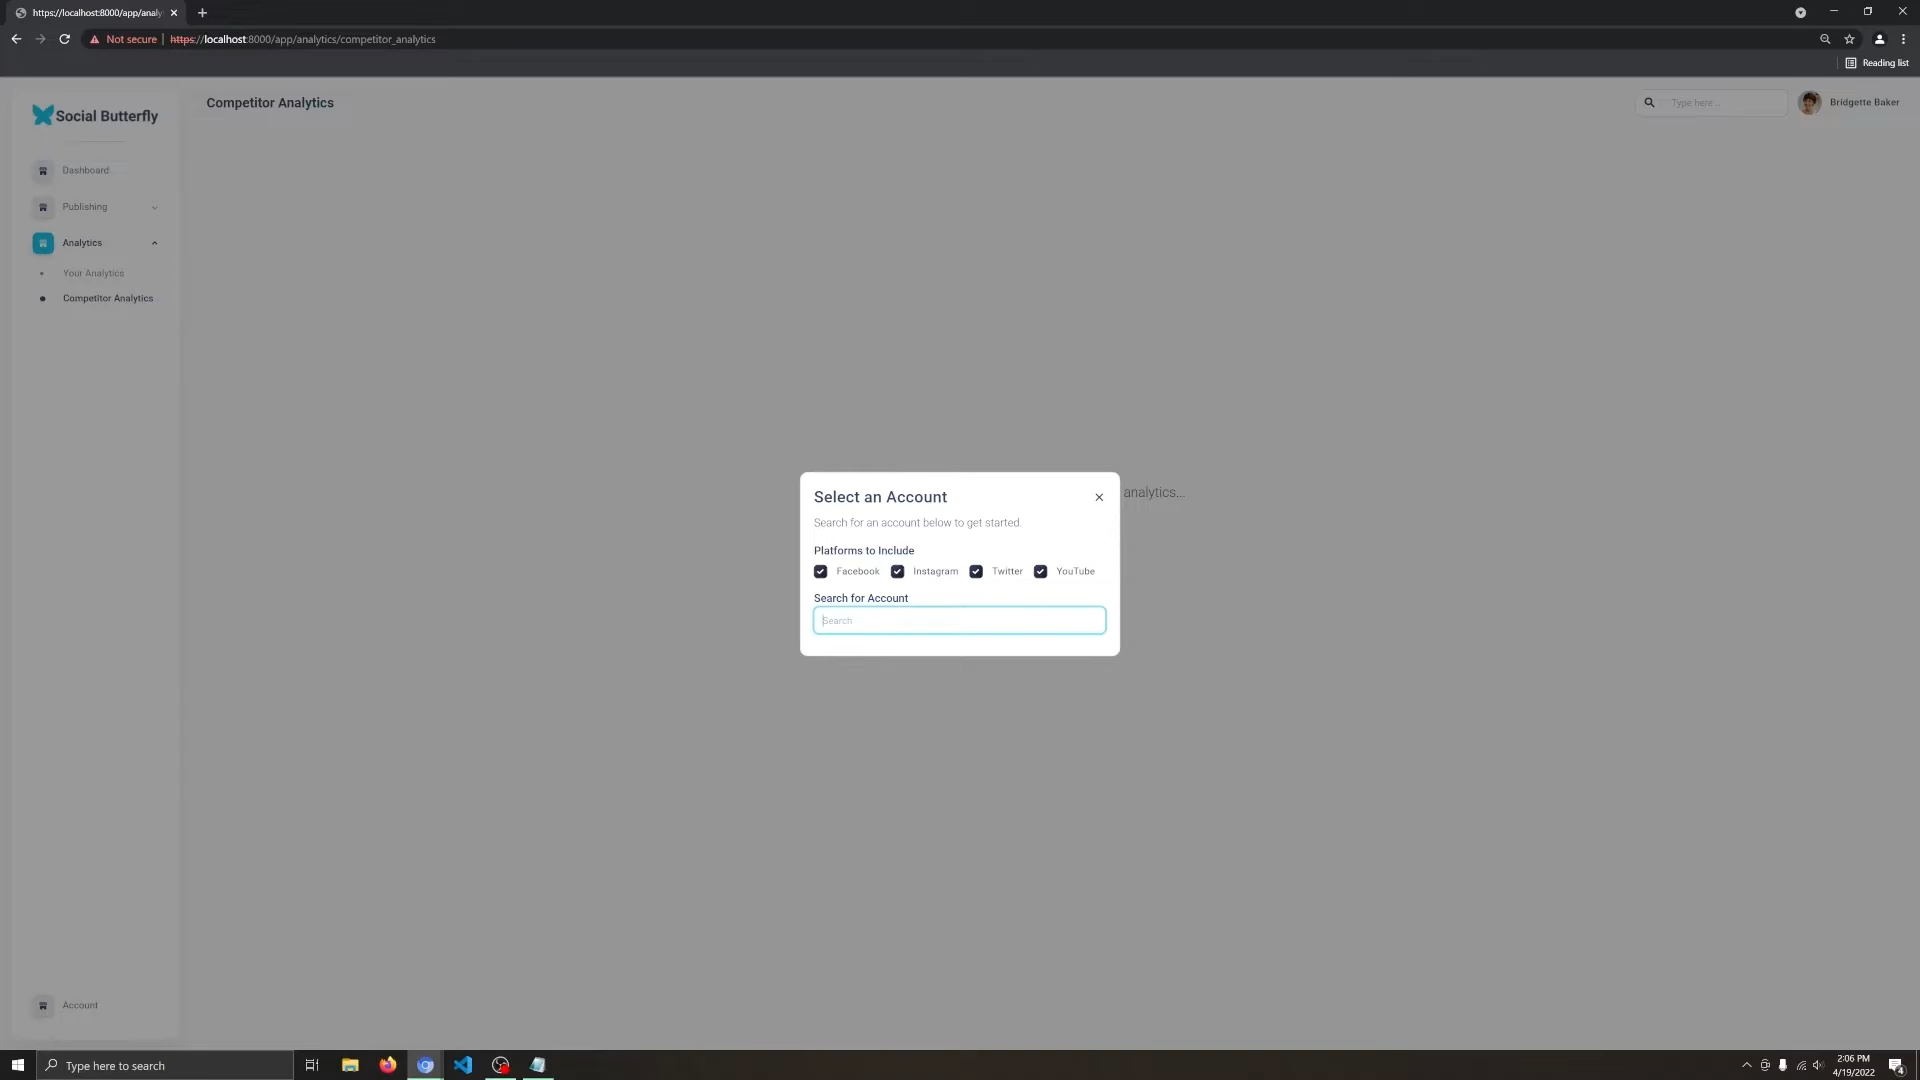 https://localhost:8000/app/analy
Not secure
https://localhost:8000/app/analytics/competitor_analytics
Reading list
Social Butterfly
Competitor Analytics
Type here...
Bridgette Baker
Dashboard
Publishing
Analytics
Your Analytics
Competitor Analytics
analytics...
Select an Account
Search for an account below to get started.
Platforms to Include
Facebook Instagram Twitter YouTube
Search for Account
Search
Account
Type here to search
2:06 PM
4/19/2022
4